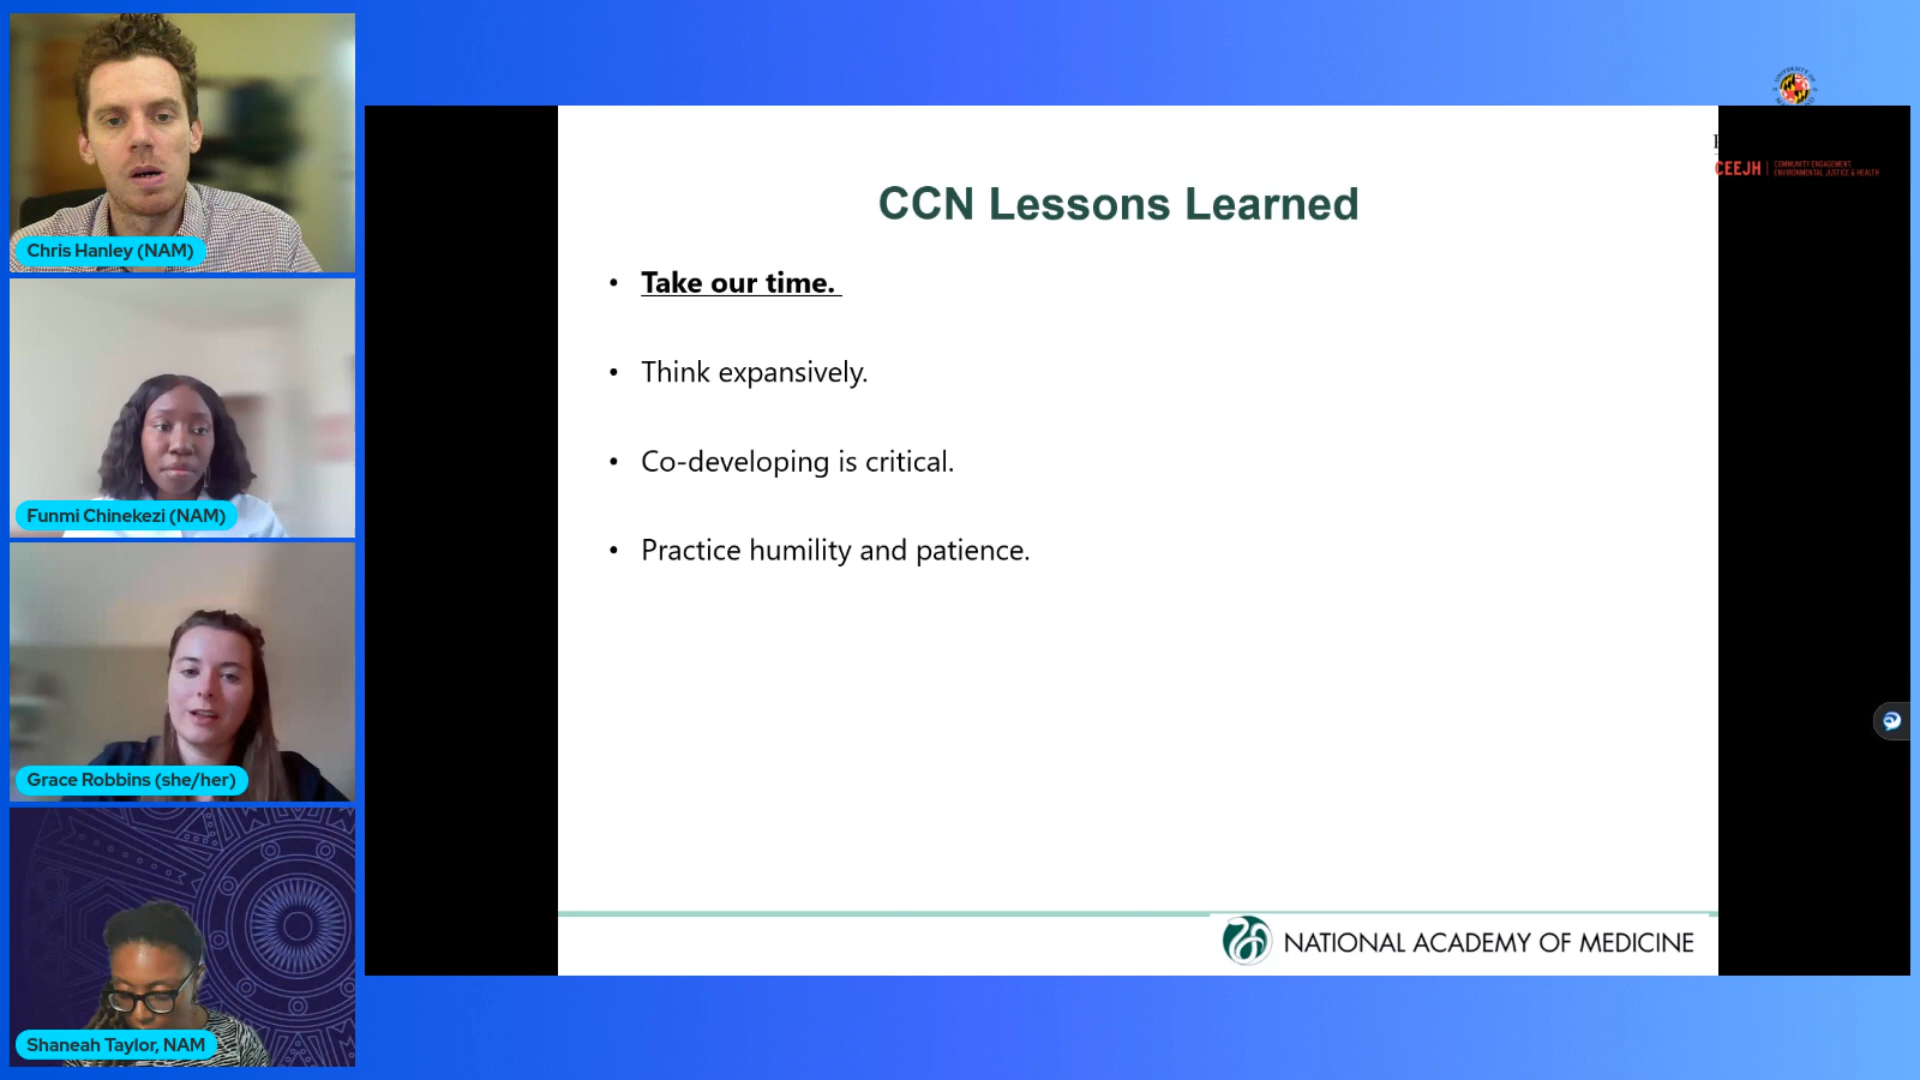 Chris Hanley (NAM)
Funmi Chinekezi (NAM)
Grace Robbins (she/her)
Shaneah Taylor, NAM
CEEJH
COMMUNITY ENGAGEMENT,
ENVIRONMENTAL JUSTICE & HEALTH
CCN Lessons Learned
• Take our time.
• Think expansively.
• Co-developing is critical.
• Practice humility and patience.
NATIONAL ACADEMY OF MEDICINE